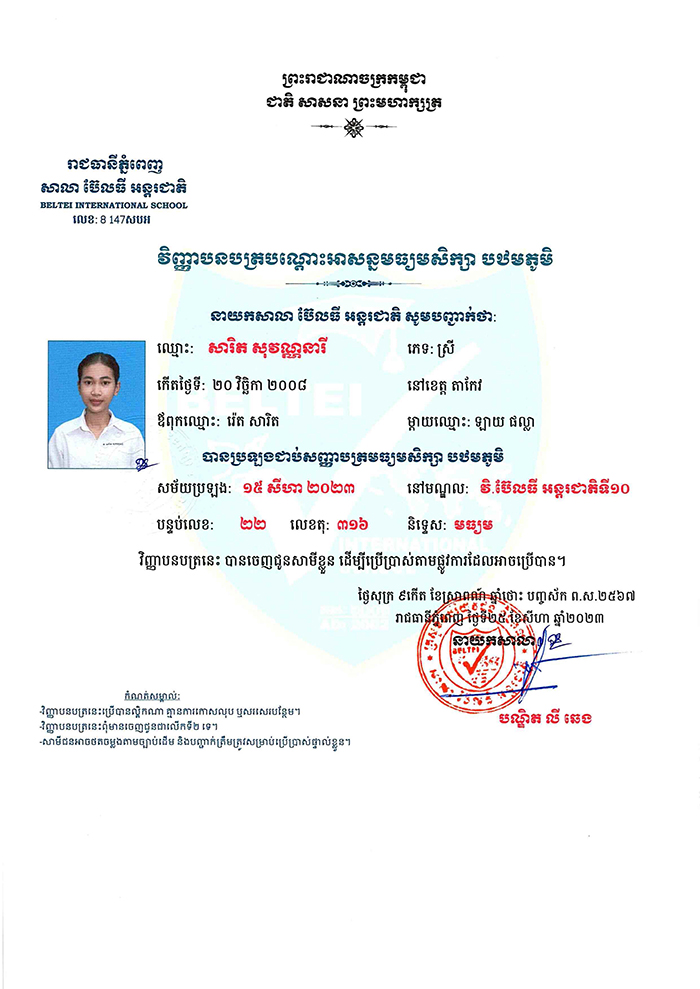 ព្រះរាជាណាចក្រកម្ពុជា
ជាតិ សាសនា ព្រះមហាក្សត្រ
រាជធានីភ្នំពេញ
សាលា ប៊ែលធី អន្តរជាតិ
BELTEI INTERNATIONAL SCHOOL
លេខ: 8 147សបអ
វិញ្ញាបនបត្របណ្តោះអាសន្នមធ្យមសិក្សា បឋមភូមិ
នាយកសាលា ប៊ែលធី អន្តរជាតិ សូមបញ្ជាក់ថា:
ឈ្មោះ: សារិត សុវណ្ណនារី ភេទ: ស្រី
កើតថ្ងៃទី: ២០ វិច្ឆិកា ២០០៨ នៅខេត្ត តាកែវ
ឪពុកឈ្មោះ: រ៉េត សារិត ម្តាយឈ្មោះ: ឡាយ ផល្លា
បានប្រឡងជាប់សញ្ញាបត្រមធ្យមសិក្សា បឋមភូមិ
សម័យប្រឡង: ១៥ សីហា ២០២៣ នៅមណ្ឌល: វិ.ប៊ែលធី អន្តរជាតិទី១០
បន្ទប់លេខ: ២២ លេខតុ: ៣១៦ និទ្ទេស: មធ្យម
វិញ្ញាបនបត្រនេះ បានចេញជូនសាមីខ្លួន ដើម្បីប្រើប្រាស់តាមផ្លូវការដែលអាចប្រើបាន។
ថ្ងៃសុក្រ ៩កើត ខែស្រាពណ៍ ឆ្នាំថោះ បញ្ចស័ក ព.ស.២៥៦៧
រាជធានីភ្នំពេញ ថ្ងៃទី២៥ ខែសីហា ឆ្នាំ២០២៣
នាយកសាលា
BELTEI
បណ្ឌិត លី ឆេង
កំណត់សម្គាល់:
-វិញ្ញាបនបត្រនេះប្រើបានល្អឹកណា គ្មានការកោសលុប ឬសរសេរបន្ថែម។
-វិញ្ញាបនបត្រនេះពុំមានចេញជូនជាលើកទី២ ទេ។
-សាមីជនអាចថតចម្លងតាមច្បាប់ដើម និងបញ្ជាក់ត្រឹមត្រូវសម្រាប់ប្រើប្រាស់ផ្ទាល់ខ្លួន។